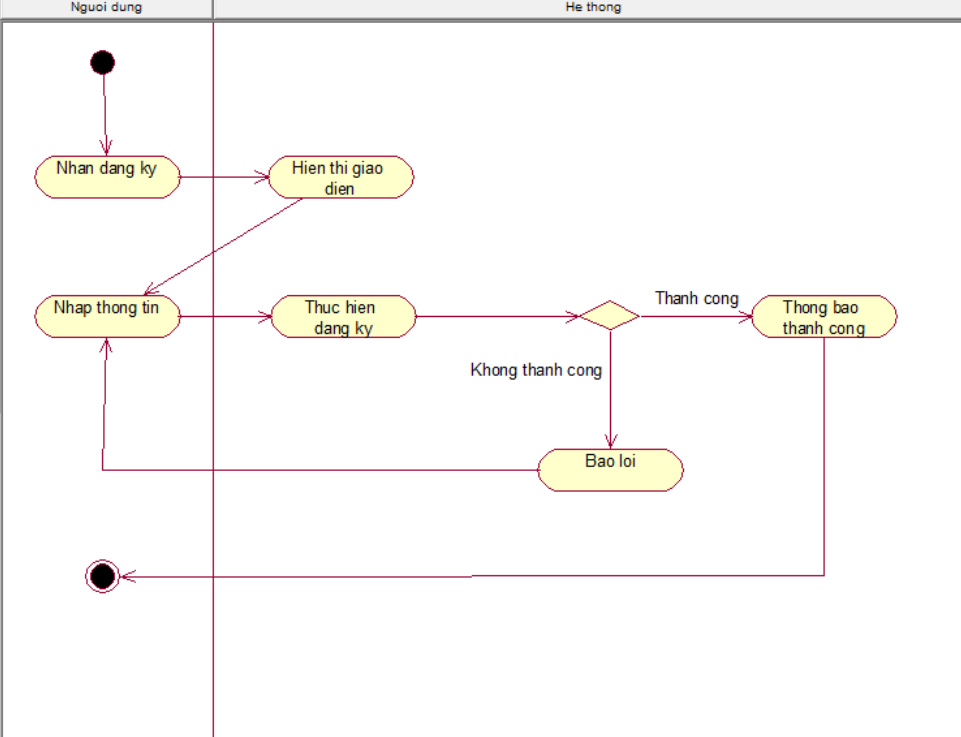 Nguoi dung
He thong
Nhan dang ky
Hien thi giao
dien
Nhap thong tin
Thuc hien
dang ky
Thanh cong
Thong bao
thanh cong
Khong thanh cong
Bao loi